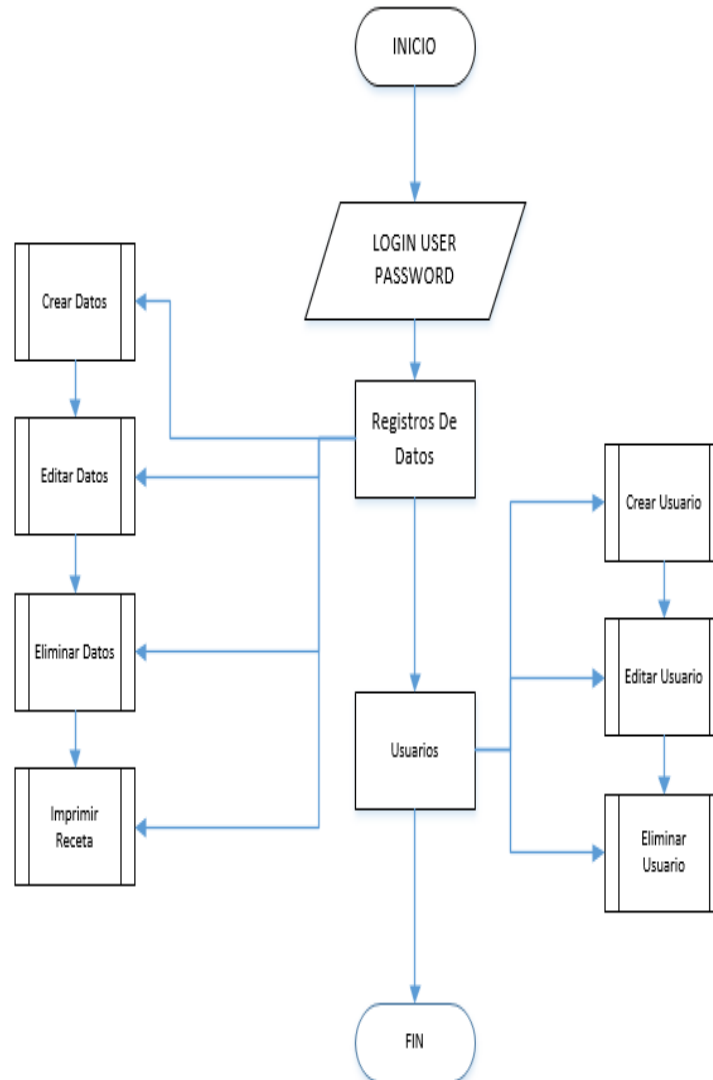 INICIO
LOGIN USER
PASSWORD
Crear Datos
Registros De
Datos
Editar Datos
Crear Usuario
Eliminar Datos
Editar Usuario
Usuarios
Imprimir
Receta
Eliminar
Usuario
FIN